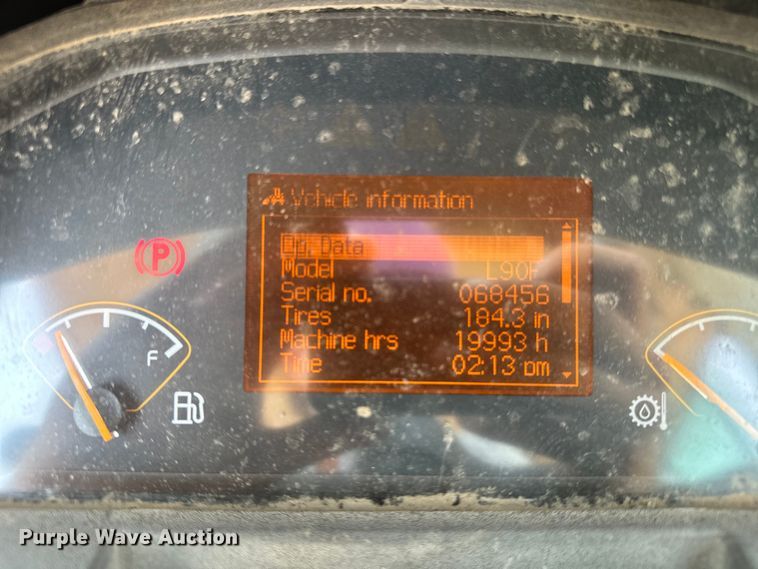 Vehicle information
Data
Model L90F
Serial no. 068456
Tires 184.3 in
Machine hrs 19993 h
Time 02:13 pm
P
F
Purple Wave Auction